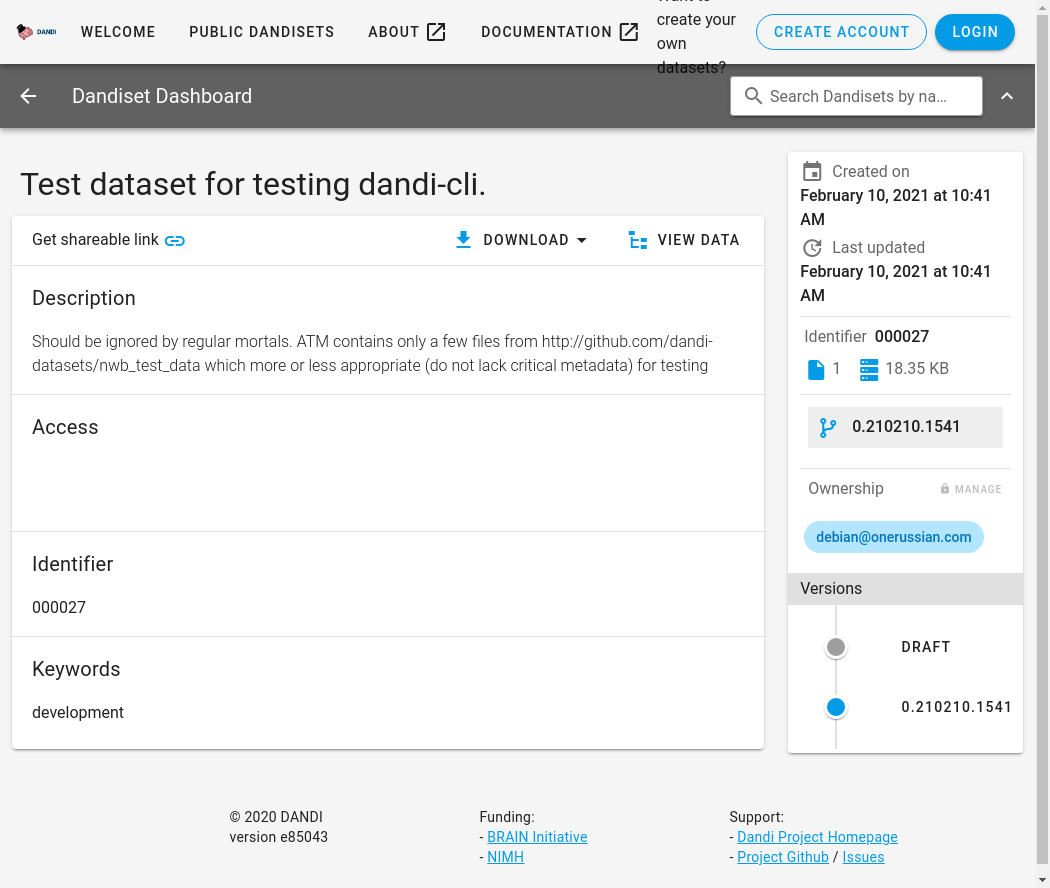 DANDI
WELCOME
PUBLIC DANDISETS
ABOUT
DOCUMENTATION
Want to
create your
own
datasets?
CREATE ACCOUNT
LOGIN
Dandiset Dashboard
Search Dandisets by na…
Test dataset for testing dandi-cli.
Get shareable link
DOWNLOAD
VIEW DATA
Description
Should be ignored by regular mortals. ATM contains only a few files from http://github.com/dandi-
datasets/nwb_test_data which more or less appropriate (do not lack critical metadata) for testing
Access
Identifier
000027
Keywords
development
Created on
February 10, 2021 at 10:41
AM
Last updated
February 10, 2021 at 10:41
AM
Identifier 000027
1 18.35 KB
0.210210.1541
Ownership
MANAGE
debian@onerussian.com
Versions
DRAFT
0.210210.1541
© 2020 DANDI
version e85043
Funding:
- BRAIN Initiative
- NIMH
Support:
- Dandi Project Homepage
- Project Github / Issues